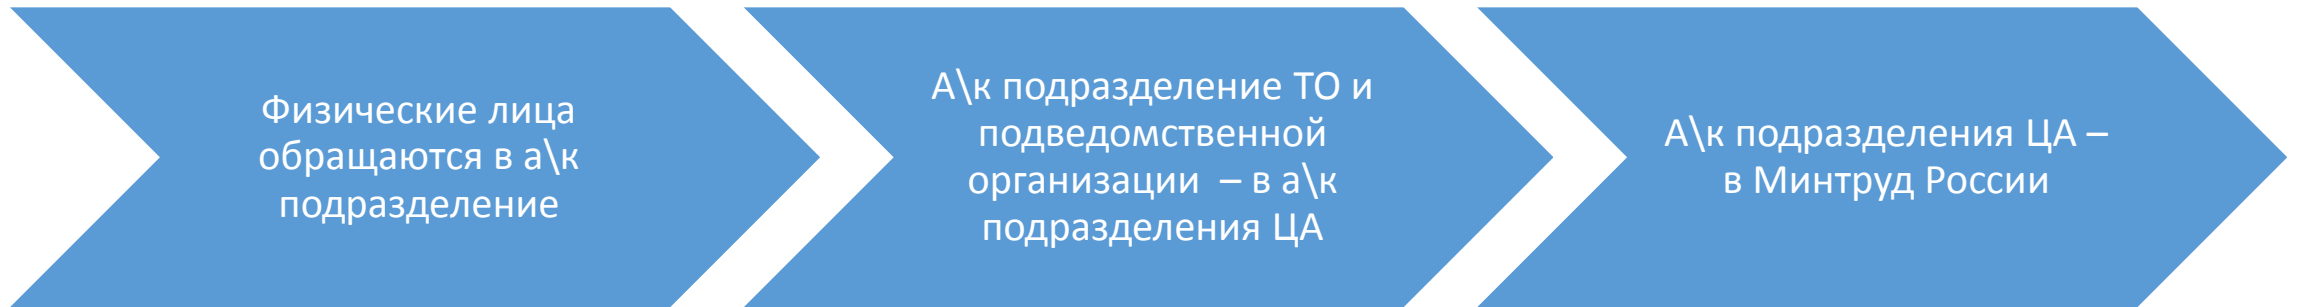 Физические лица
обращаются в а\к
подразделение
А\к подразделение ТО и
подведомственной
организации – в а\к
подразделения ЦА
А\к подразделения ЦА –
в Минтруд России